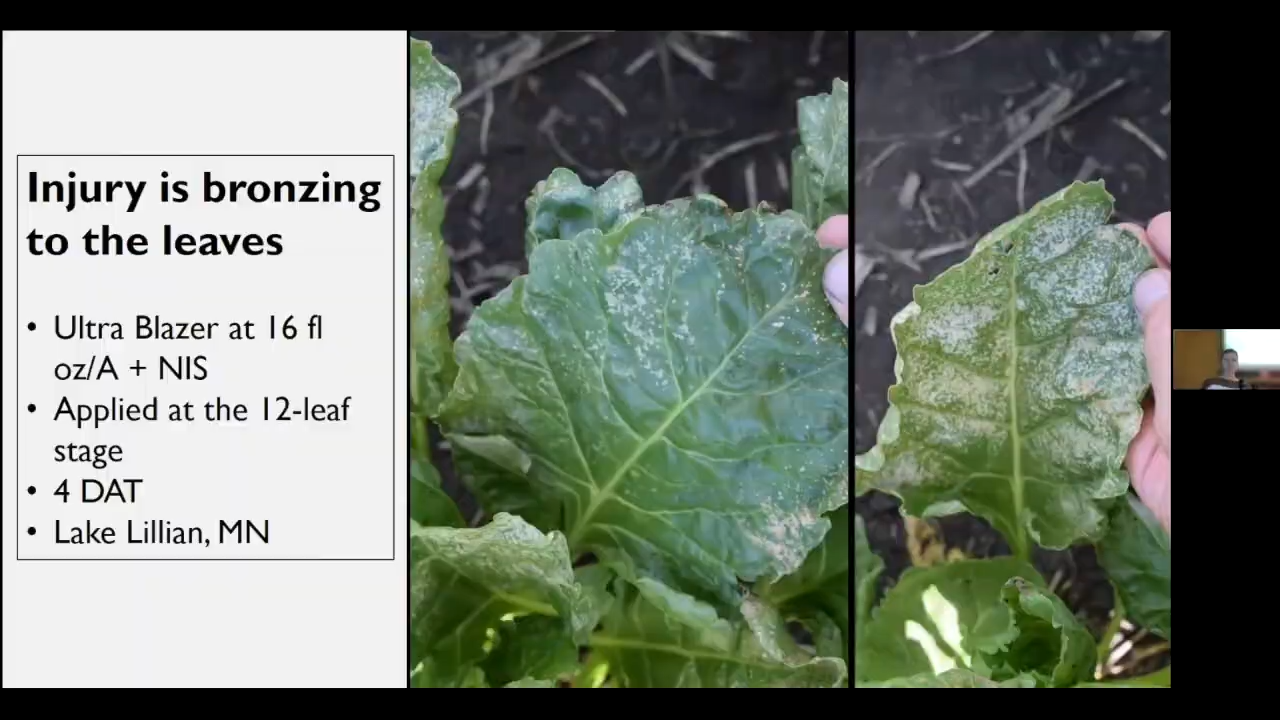 Injury is bronzing
to the leaves
• Ultra Blazer at 16 fl
oz/A + NIS
• Applied at the 12-leaf
stage
• 4 DAT
• Lake Lillian, MN